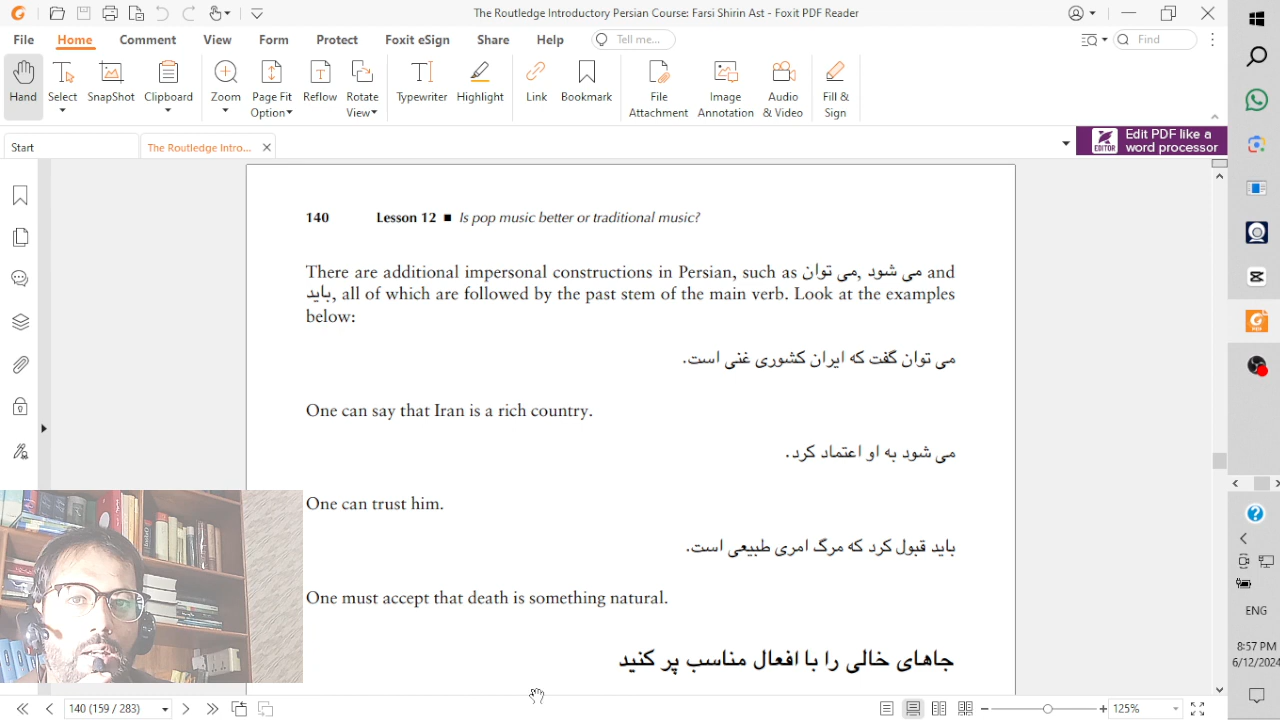 The Routledge Introductory Persian Course: Farsi Shirin Ast - Foxit PDF Reader
File Home Comment View Form Protect Foxit eSign Share Help Tell me... Find
Hand Select SnapShot Clipboard Zoom Page Fit Option Reflow Rotate View Typewriter Highlight Link Bookmark File Attachment Image Annotation Audio & Video Fill & Sign
Start The Routledge Intro... EDITOR Edit PDF like a word processor
140 Lesson 12 ■ Is pop music better or traditional music?
There are additional impersonal constructions in Persian, such as می توان, می شود and
باید, all of which are followed by the past stem of the main verb. Look at the examples
below:
می توان گفت که ایران کشوری غنی است.
One can say that Iran is a rich country.
می شود به او اعتماد کرد.
One can trust him.
باید قبول کرد که مرگ امری طبیعی است.
One must accept that death is something natural.
جاهای خالی را با افعال مناسب پر کنید
140 (159 / 283) 125%
ENG
8:57 PM
6/12/2024